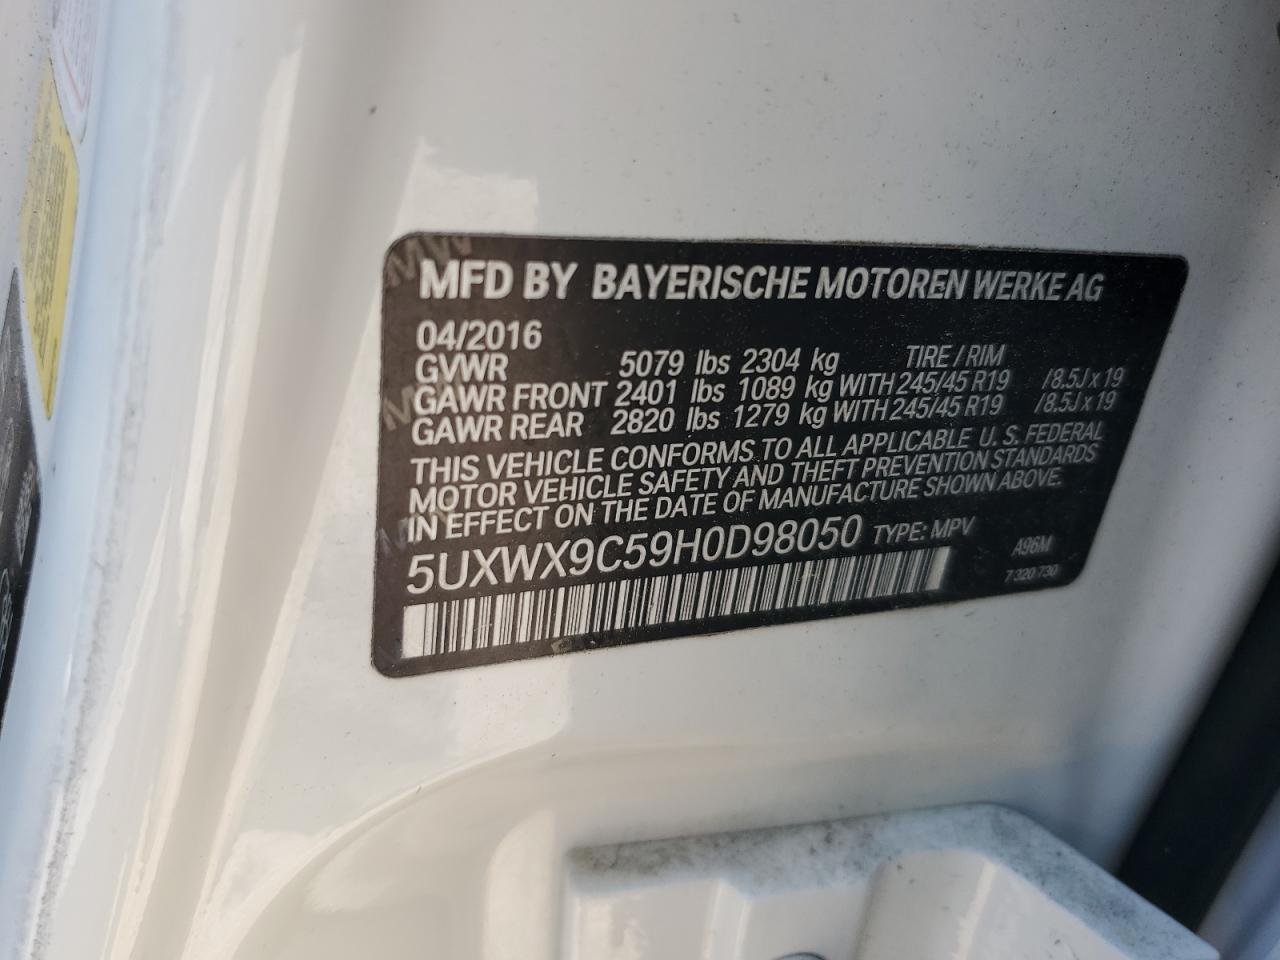 MFD BY BAYERISCHE MOTOREN WERKE AG
04/2016
GVWR 5079 lbs 2304 kg TIRE / RIM
GAWR FRONT 2401 lbs 1089 kg WITH 245/45 R19 /8.5J x 19
GAWR REAR 2820 lbs 1279 kg WITH 245/45 R19 /8.5J x 19
THIS VEHICLE CONFORMS TO ALL APPLICABLE U.S. FEDERAL
MOTOR VEHICLE SAFETY AND THEFT PREVENTION STANDARDS
IN EFFECT ON THE DATE OF MANUFACTURE SHOWN ABOVE.
5UXWX9C59H0D98050 TYPE: MPV A96M
7 320 730